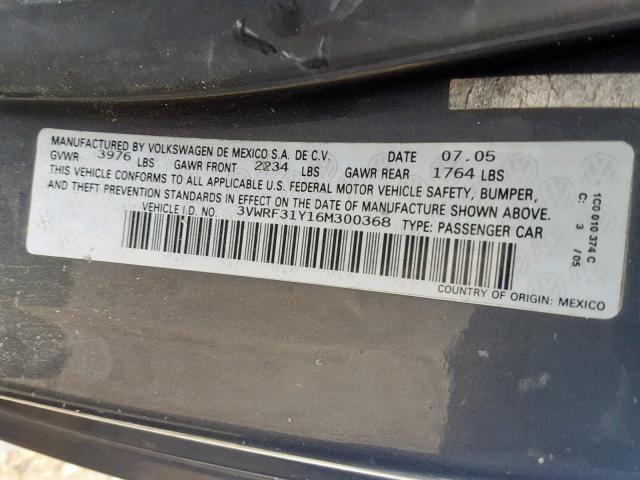 MANUFACTURED BY VOLKSWAGEN DE MEXICO S.A. DE C.V. DATE 07.05
GVWR 3976 LBS GAWR FRONT 2234 LBS GAWR REAR 1764 LBS
THIS VEHICLE CONFORMS TO ALL APPLICABLE U.S. FEDERAL MOTOR VEHICLE SAFETY, BUMPER,
AND THEFT PREVENTION STANDARDS IN EFFECT ON THE DATE OF MANUFACTURE SHOWN ABOVE.
VEHICLE I.D. NO. 3VWRF31Y16M300368 TYPE: PASSENGER CAR
COUNTRY OF ORIGIN: MEXICO
1C0 010 374 C
C: 3 /05